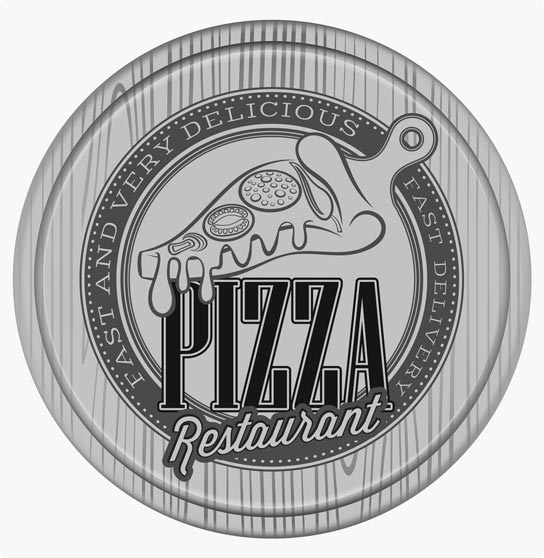 FAST AND VERY DELICIOUS
FAST DELIVERY
PIZZA
Restaurant